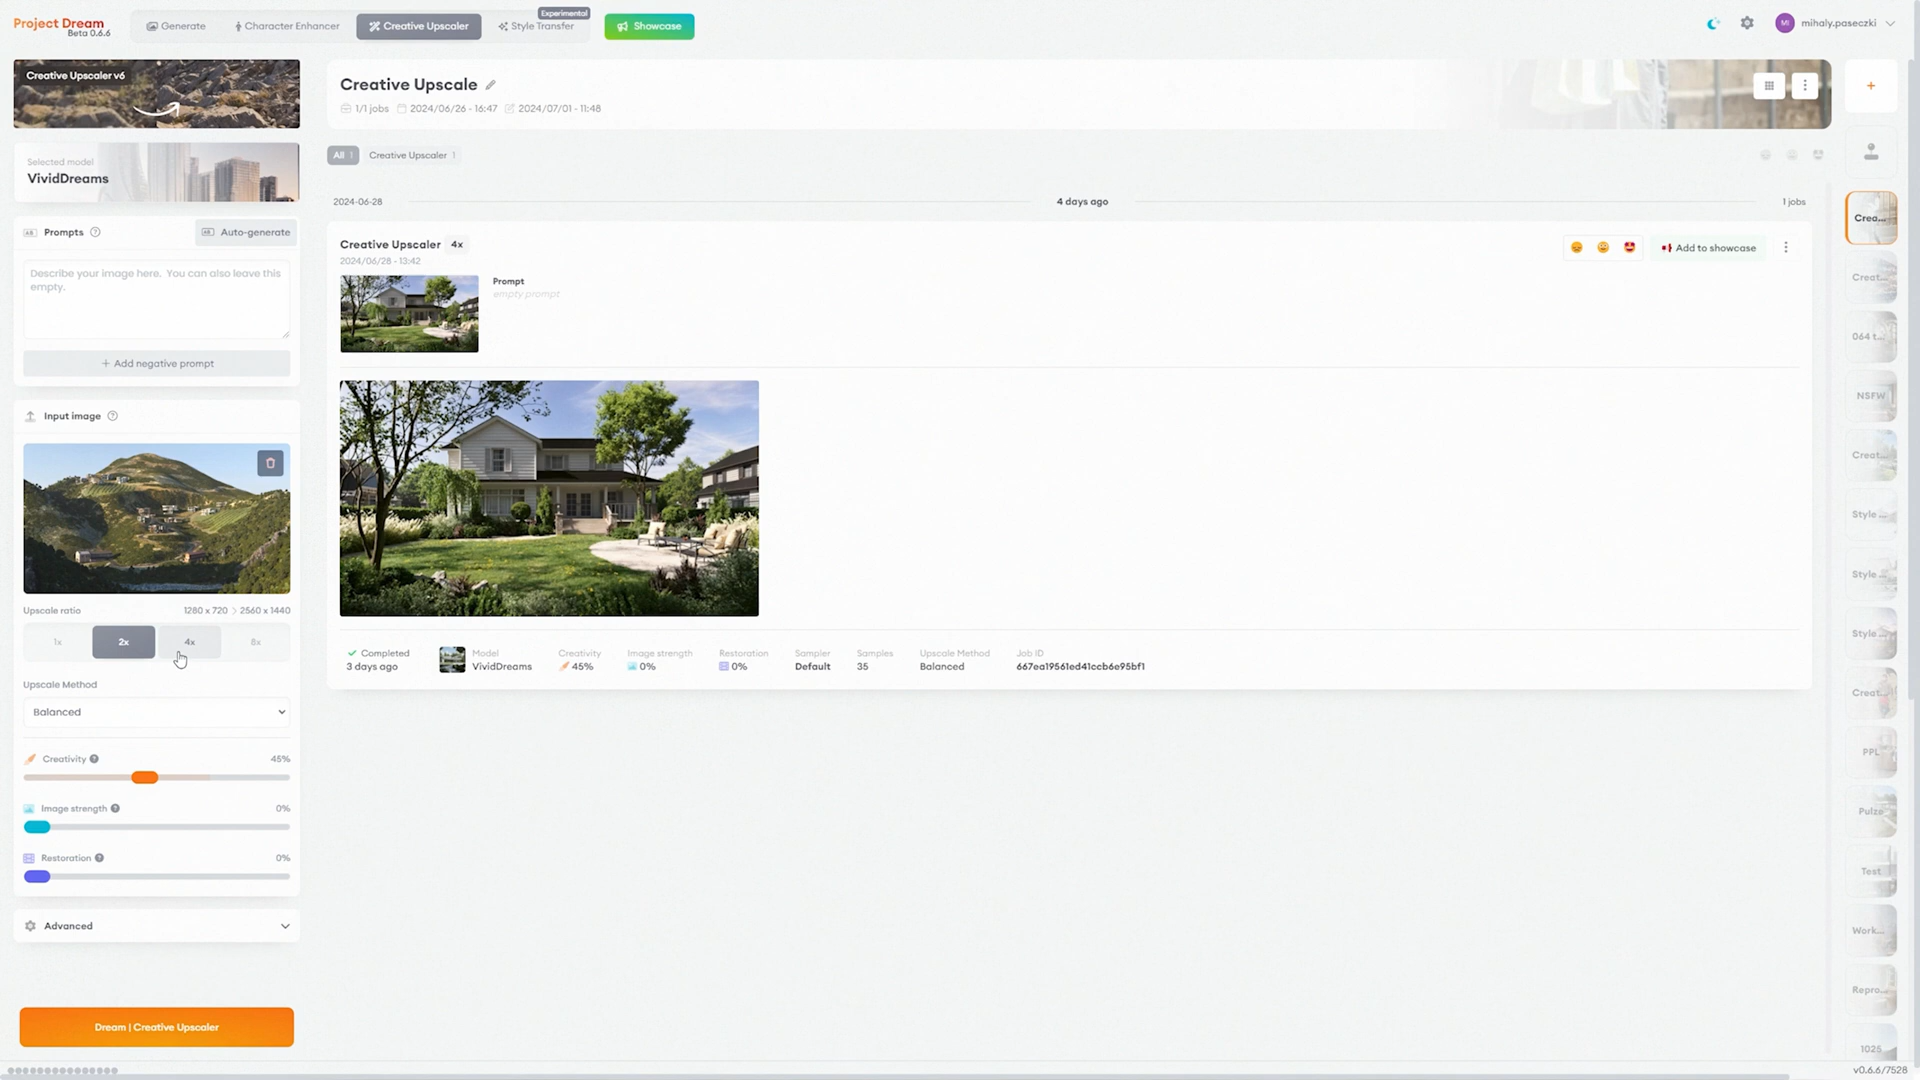 Project Dream
Beta 0.6.6
Generate
Character Enhancer
Creative Upscaler
Experimental
Style Transfer
Showcase
MI
mihaly.paseczki
Creative Upscaler v6
Selected model
VividDreams
Prompts
Auto-generate
Describe your image here. You can also leave this
empty.
+ Add negative prompt
Input image
Upscale ratio
1280 x 720 > 2560 x 1440
1x
2x
4x
8x
Upscale Method
Balanced
Creativity
45%
Image strength
0%
Restoration
0%
Advanced
Dream | Creative Upscaler
Creative Upscale
1/1 jobs
2024/06/26 - 16:47
2024/07/01 - 11:48
All 1
Creative Upscaler 1
2024-06-28
4 days ago
1 jobs
Creative Upscaler 4x
2024/06/28 - 13:42
Add to showcase
Prompt
empty prompt
Completed
3 days ago
Model
VividDreams
Creativity
45%
Image strength
0%
Restoration
0%
Sampler
Default
Samples
35
Upscale Method
Balanced
Job ID
667ea19561ed41ccb6e95bf1
+
Crea...
Creat...
064 t...
NSFW
Creat...
Style ...
Style ...
Style ...
Creat...
PPL
Pulze
Test
Work...
Repro...
1025
v0.6.6/7528